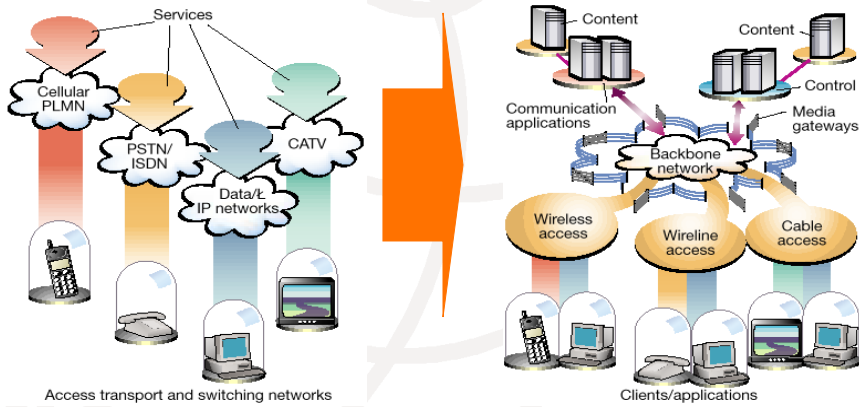 Services
Cellular
PLMN
PSTN/
ISDN
Data/Ł
IP networks
CATV
Access transport and switching networks
Content
Content
Control
Communication
applications
Media
gateways
Backbone
network
Wireless
access
Wireline
access
Cable
access
Clients/applications